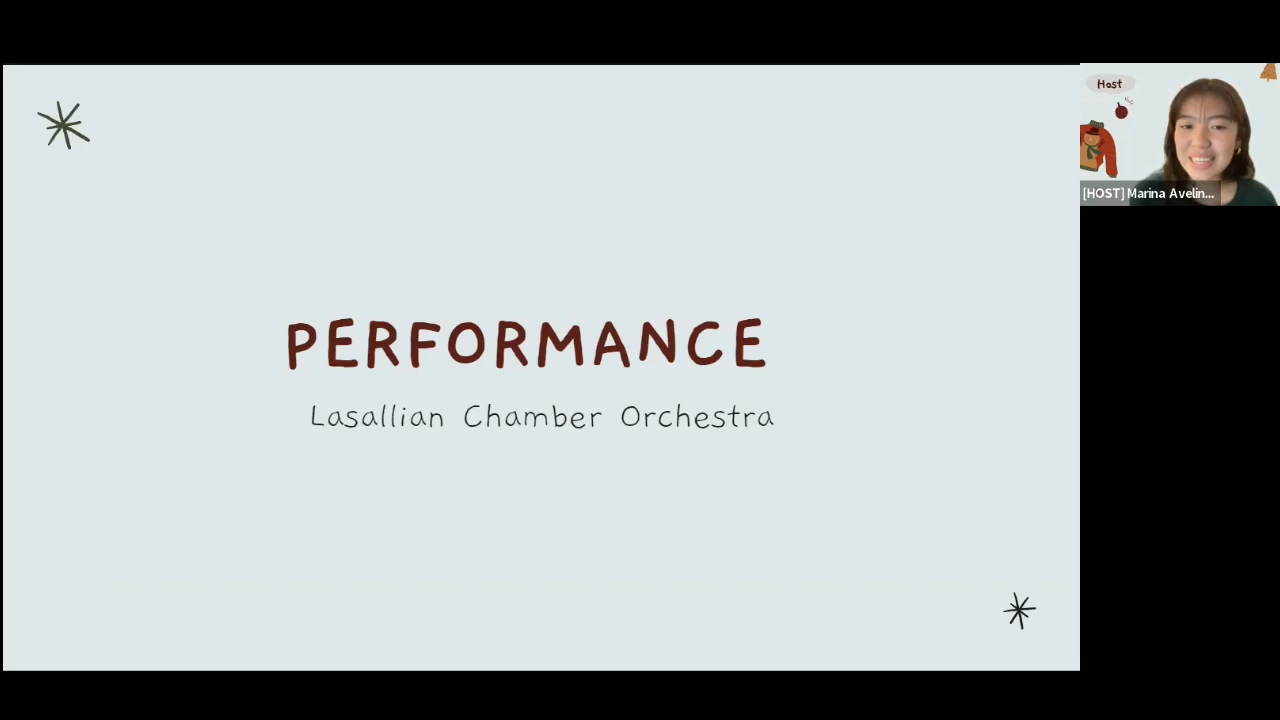 PERFORMANCE
Lasallian Chamber Orchestra
Host
[HOST] Marina Avelin...